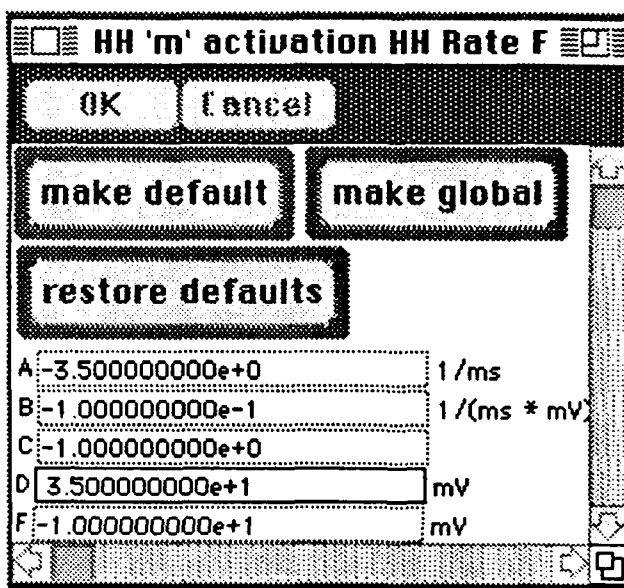 HH 'm' activation HH Rate F
OK Cancel
make default make global
restore defaults
A -3.500000000e+0 1/ms
B -1.000000000e-1 1/(ms * mV)
C -1.000000000e+0
D 3.500000000e+1 mV
F -1.000000000e+1 mV